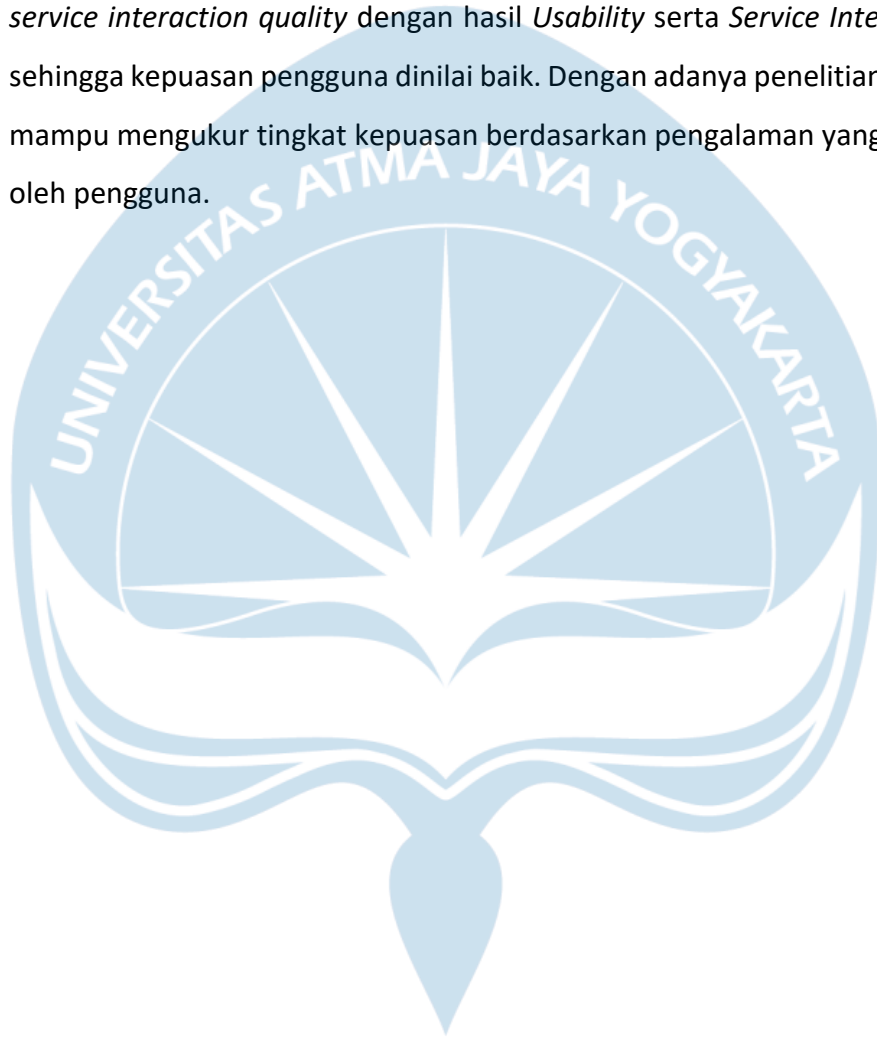 service interaction quality dengan hasil Usability serta Service Inte
sehingga kepuasan pengguna dinilai baik. Dengan adanya penelitian
mampu mengukur tingkat kepuasan berdasarkan pengalaman yang
oleh pengguna.
UNIVERSITAS ATMA JAYA YOGYAKARTA